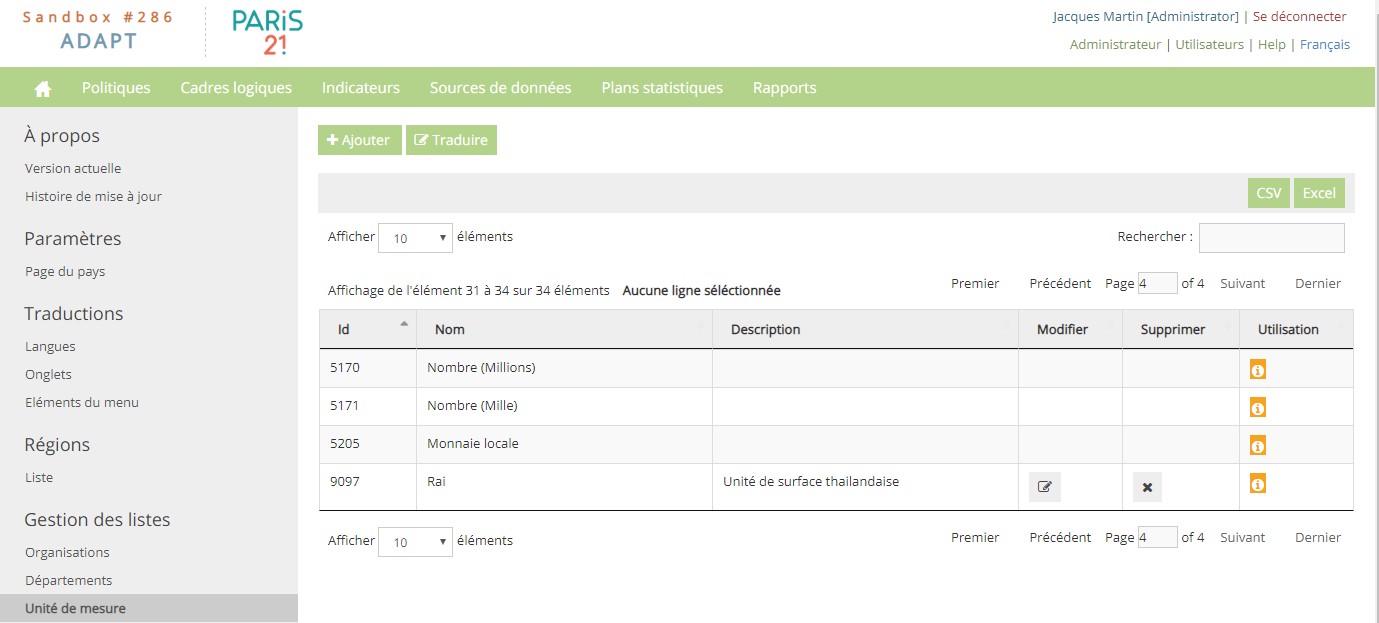 Sandbox #286
ADAPT
PARiS
21
Jacques Martin [Administrator] | Se déconnecter
Administrateur | Utilisateurs | Help | Français
Politiques Cadres logiques Indicateurs Sources de données Plans statistiques Rapports
À propos
Version actuelle
Histoire de mise à jour
Paramètres
Page du pays
Traductions
Langues
Onglets
Eléments du menu
Régions
Liste
Gestion des listes
Organisations
Départements
Unité de mesure
Ajouter Traduire
CSV Excel
Afficher 10 éléments Rechercher :
Affichage de l'élément 31 à 34 sur 34 éléments Aucune ligne séléctionnée Premier Précédent Page 4 of 4 Suivant Dernier
Id Nom Description Modifier Supprimer Utilisation
5170 Nombre (Millions)
5171 Nombre (Mille)
5205 Monnaie locale
9097 Rai Unité de surface thailandaise
Afficher 10 éléments Premier Précédent Page 4 of 4 Suivant Dernier